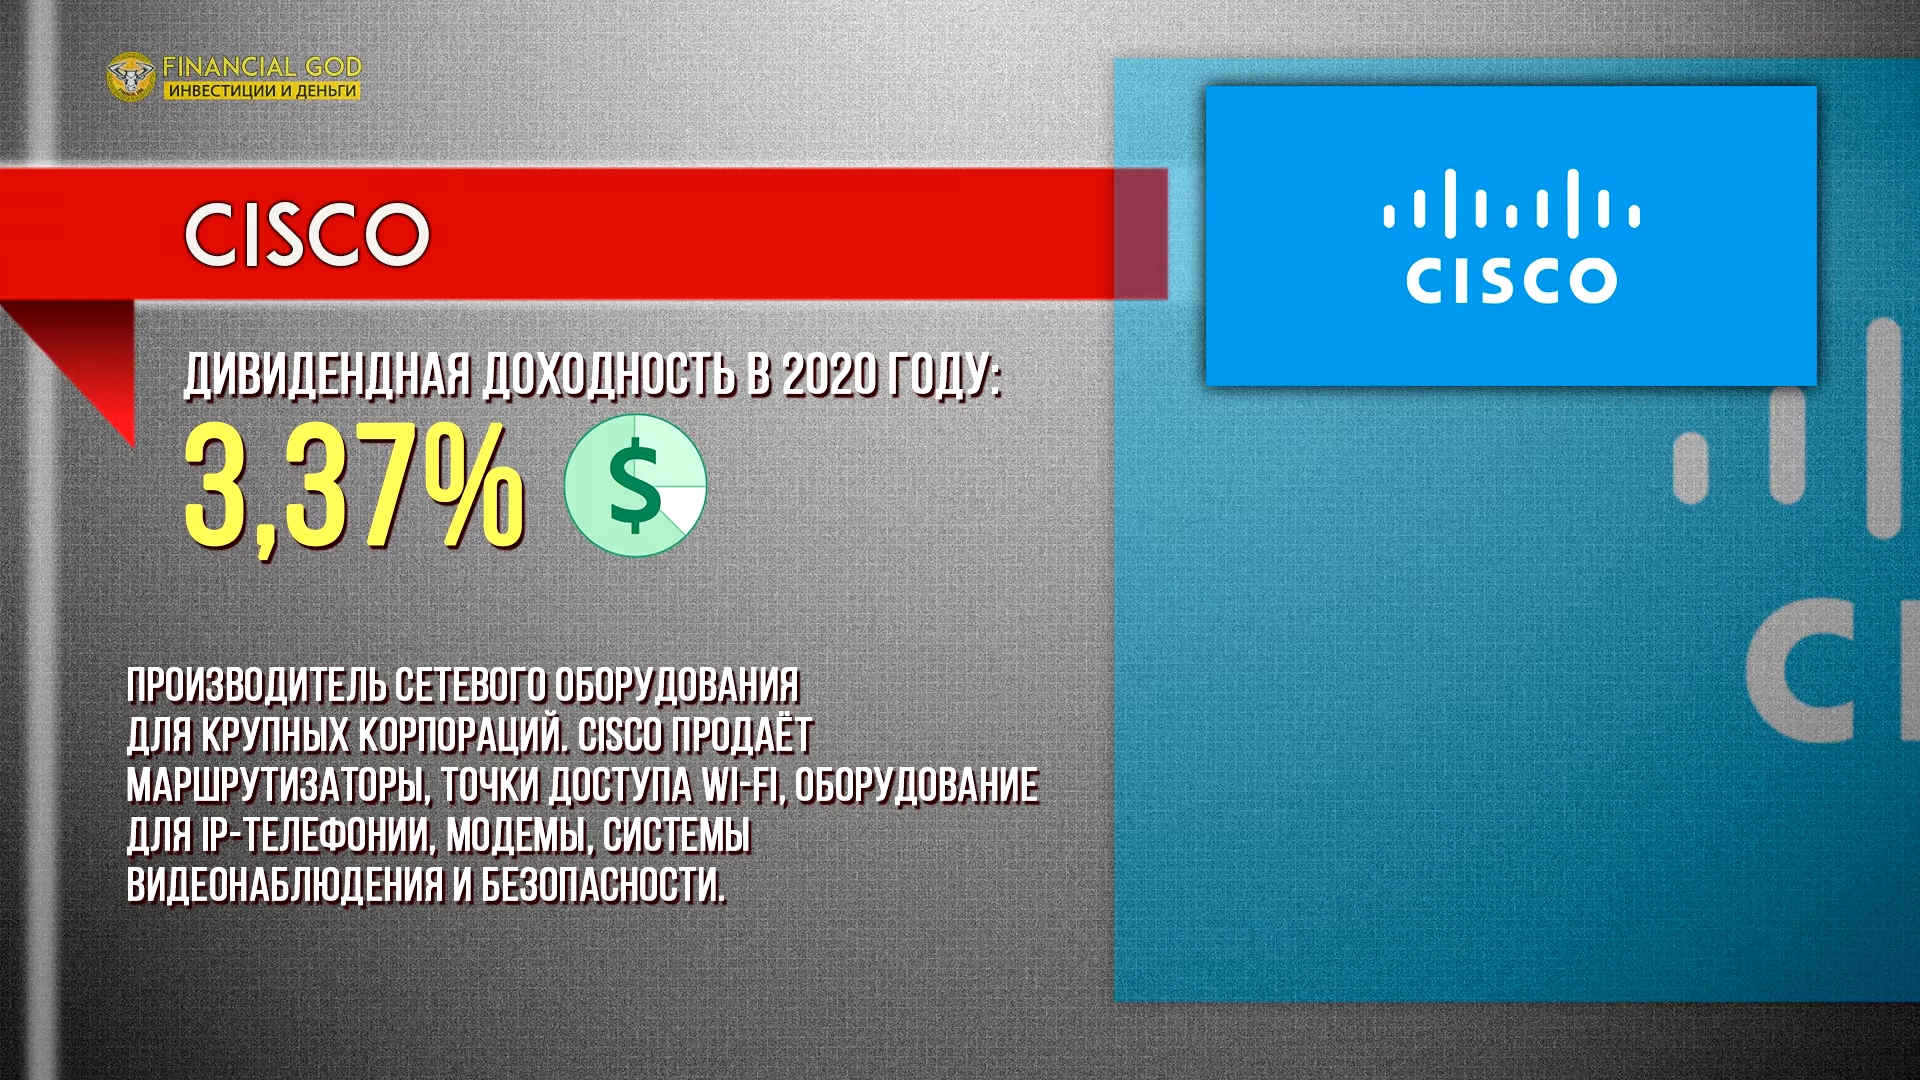 FINANCIAL GOD
ИНВЕСТИЦИИ И ДЕНЬГИ
CISCO
CISCO
ДИВИДЕНДНАЯ ДОХОДНОСТЬ В 2020 ГОДУ:
3,37%
$
ПРОИЗВОДИТЕЛЬ СЕТЕВОГО ОБОРУДОВАНИЯ
ДЛЯ КРУПНЫХ КОРПОРАЦИЙ. CISCO ПРОДАЁТ
МАРШРУТИЗАТОРЫ, ТОЧКИ ДОСТУПА WI-FI, ОБОРУДОВАНИЕ
ДЛЯ IP-ТЕЛЕФОНИИ, МОДЕМЫ, СИСТЕМЫ
ВИДЕОНАБЛЮДЕНИЯ И БЕЗОПАСНОСТИ.
CI